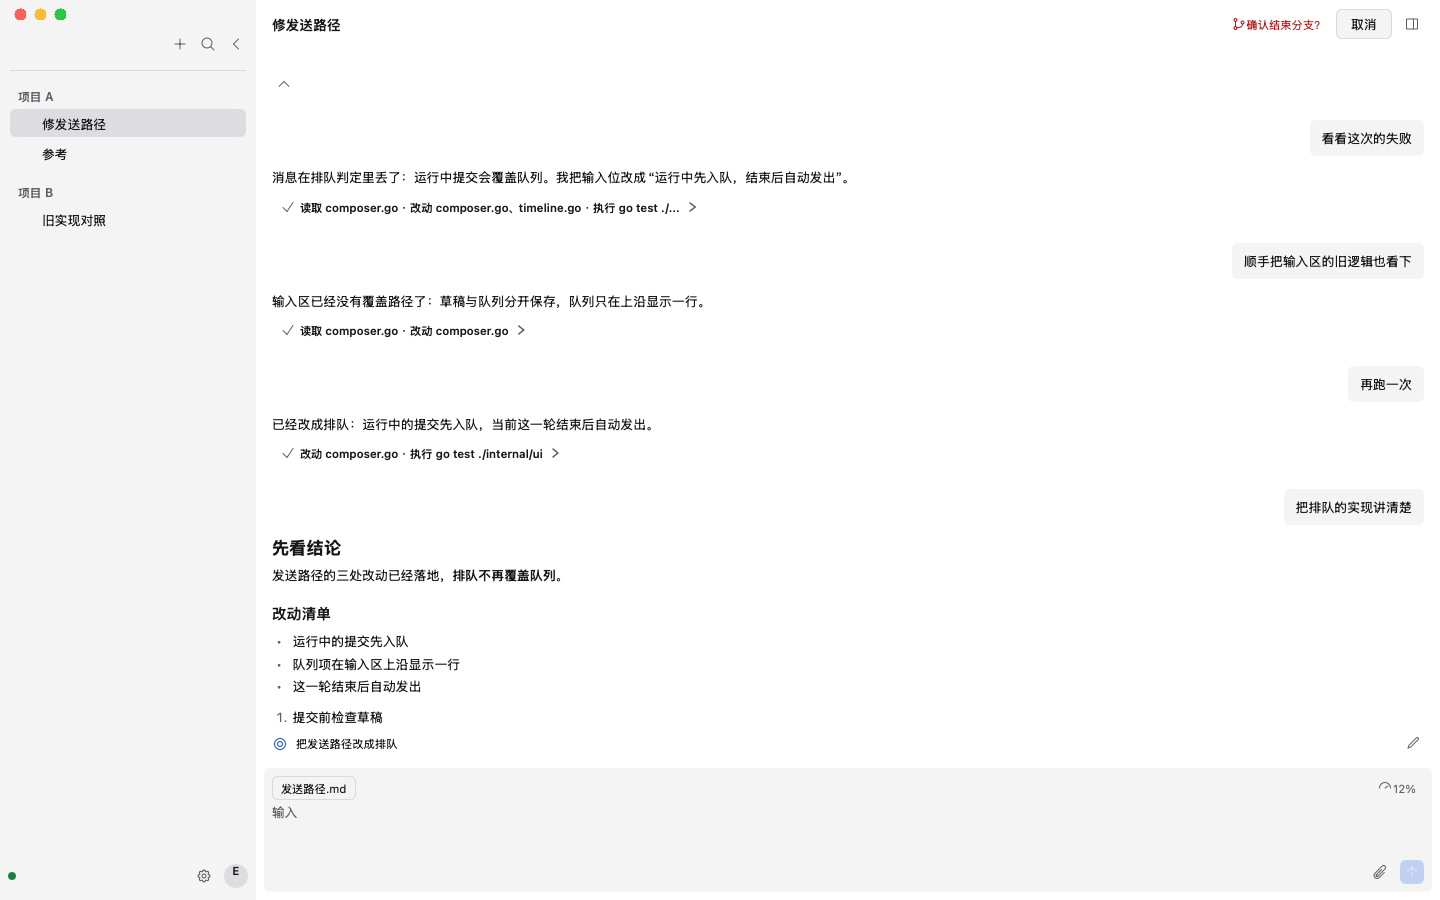 修发送路径
确认结束分支?
取消
项目 A
修发送路径
参考
项目 B
旧实现对照
看看这次的失败
消息在排队判定里丢了：运行中提交会覆盖队列。我把输入位改成“运行中先入队，结束后自动发出”。
读取 composer.go · 改动 composer.go、timeline.go · 执行 go test ./...
顺手把输入区的旧逻辑也看下
输入区已经没有覆盖路径了：草稿与队列分开保存，队列只在上沿显示一行。
读取 composer.go · 改动 composer.go
再跑一次
已经改成排队：运行中的提交先入队，当前这一轮结束后自动发出。
改动 composer.go · 执行 go test ./internal/ui
把排队的实现讲清楚
先看结论
发送路径的三处改动已经落地，排队不再覆盖队列。
改动清单
• 运行中的提交先入队
• 队列项在输入区上沿显示一行
• 这一轮结束后自动发出
1. 提交前检查草稿
把发送路径改成排队
发送路径.md
12%
输入
E